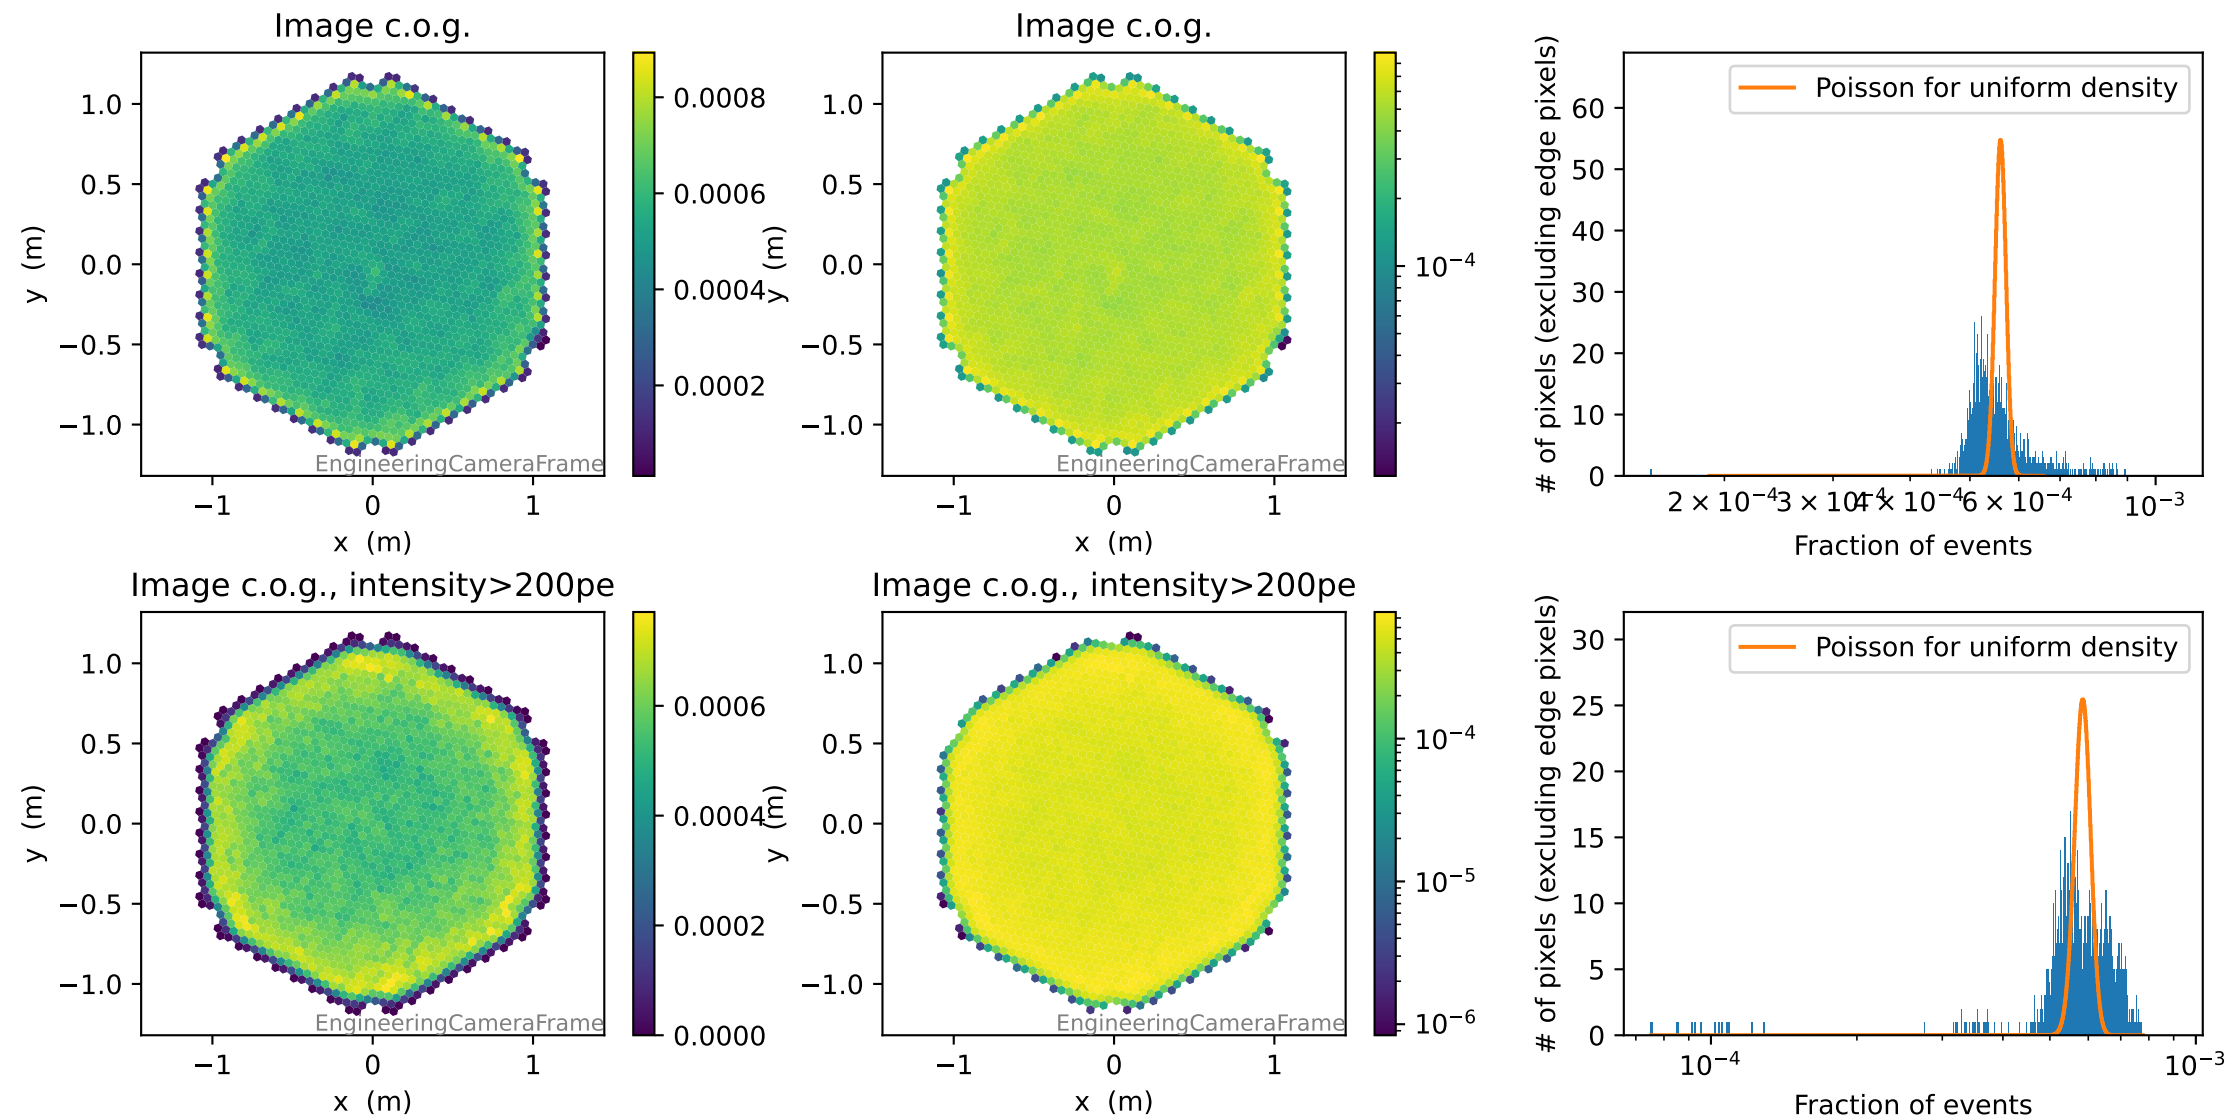 Image c.o.g.
1.0
0.5
0.0
−0.5
−1.0
y (m)
−1 0 1
x (m)
EngineeringCameraFrame
0.0008
0.0006
0.0004
0.0002
Image c.o.g.
1.0
0.5
0.0
−0.5
−1.0
y (m)
−1 0 1
x (m)
EngineeringCameraFrame
10⁻⁴
Poisson for uniform density
60
50
40
30
20
10
0
# of pixels (excluding edge pixels)
2 × 10⁻⁴ 3 × 10⁻⁴ 4 × 10⁻⁴ 6 × 10⁻⁴ 10⁻³
Fraction of events
Image c.o.g., intensity>200pe
1.0
0.5
0.0
−0.5
−1.0
y (m)
−1 0 1
x (m)
EngineeringCameraFrame
0.0006
0.0004
0.0002
0.0000
Image c.o.g., intensity>200pe
1.0
0.5
0.0
−0.5
−1.0
y (m)
−1 0 1
x (m)
EngineeringCameraFrame
10⁻⁴
10⁻⁵
10⁻⁶
Poisson for uniform density
30
25
20
15
10
5
0
# of pixels (excluding edge pixels)
10⁻⁴ 10⁻³
Fraction of events